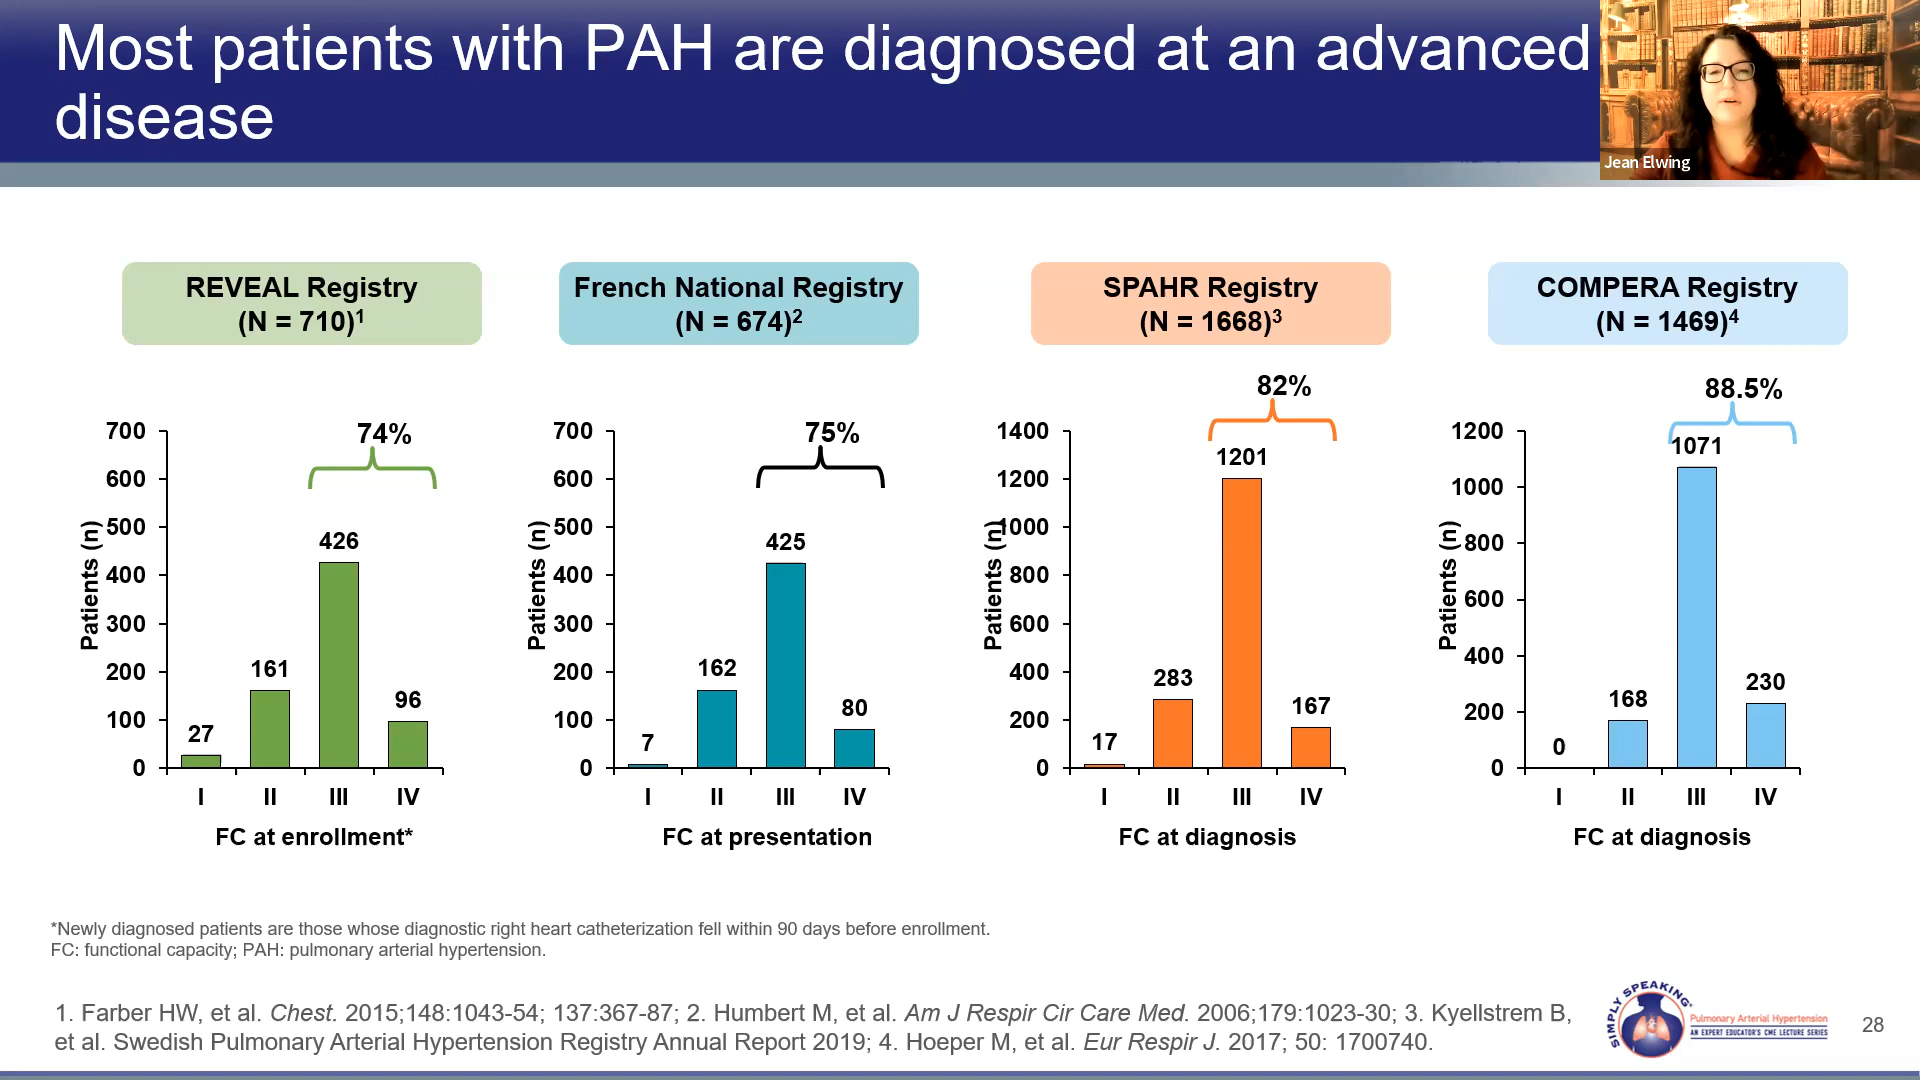 Most patients with PAH are diagnosed at an advanced
disease
Jean Elwing
REVEAL Registry
(N = 710)1
French National Registry
(N = 674)2
SPAHR Registry
(N = 1668)3
COMPERA Registry
(N = 1469)4
74%
700
600
500
400
300
200
100
0
Patients (n)
27
161
426
96
I II III IV
FC at enrollment*
75%
700
600
500
400
300
200
100
0
Patients (n)
7
162
425
80
I II III IV
FC at presentation
82%
1400
1200
1000
800
600
400
200
0
Patients (n)
17
283
1201
167
I II III IV
FC at diagnosis
88.5%
1200
1000
800
600
400
200
0
Patients (n)
0
168
1071
230
I II III IV
FC at diagnosis
*Newly diagnosed patients are those whose diagnostic right heart catheterization fell within 90 days before enrollment.
FC: functional capacity; PAH: pulmonary arterial hypertension.
1. Farber HW, et al. Chest. 2015;148:1043-54; 137:367-87; 2. Humbert M, et al. Am J Respir Cir Care Med. 2006;179:1023-30; 3. Kyellstrem B,
et al. Swedish Pulmonary Arterial Hypertension Registry Annual Report 2019; 4. Hoeper M, et al. Eur Respir J. 2017; 50: 1700740.
SIMPLY SPEAKING
Pulmonary Arterial Hypertension
AN EXPERT EDUCATOR'S CME LECTURE SERIES
28